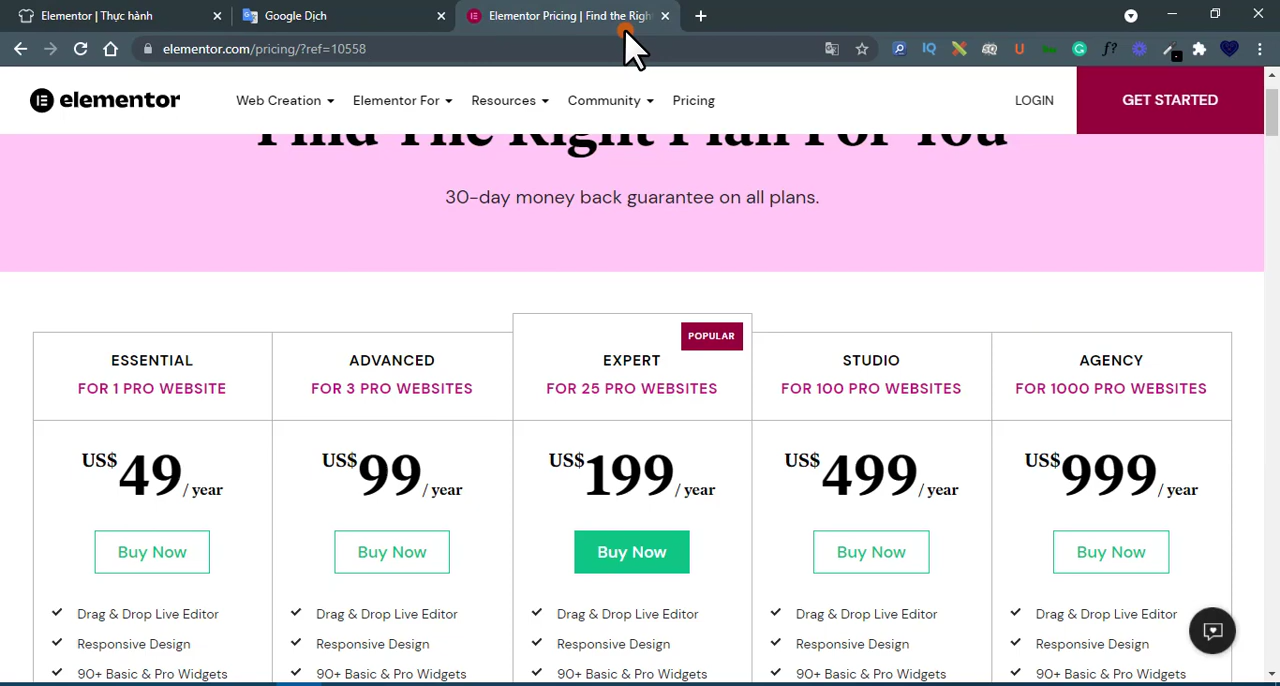 Elementor | Thực hành
Google Dịch
Elementor Pricing | Find the Righ
elementor.com/pricing/?ref=10558
IQ
U
f?
elementor
Web Creation
Elementor For
Resources
Community
Pricing
LOGIN
GET STARTED
Find The Right Plan For You
30-day money back guarantee on all plans.
POPULAR
ESSENTIAL
FOR 1 PRO WEBSITE
US$49/ year
Buy Now
Drag & Drop Live Editor
Responsive Design
90+ Basic & Pro Widgets
ADVANCED
FOR 3 PRO WEBSITES
US$99/ year
Buy Now
Drag & Drop Live Editor
Responsive Design
90+ Basic & Pro Widgets
EXPERT
FOR 25 PRO WEBSITES
US$199/ year
Buy Now
Drag & Drop Live Editor
Responsive Design
90+ Basic & Pro Widgets
STUDIO
FOR 100 PRO WEBSITES
US$499/ year
Buy Now
Drag & Drop Live Editor
Responsive Design
90+ Basic & Pro Widgets
AGENCY
FOR 1000 PRO WEBSITES
US$999/ year
Buy Now
Drag & Drop Live Editor
Responsive Design
90+ Basic & Pro Widgets